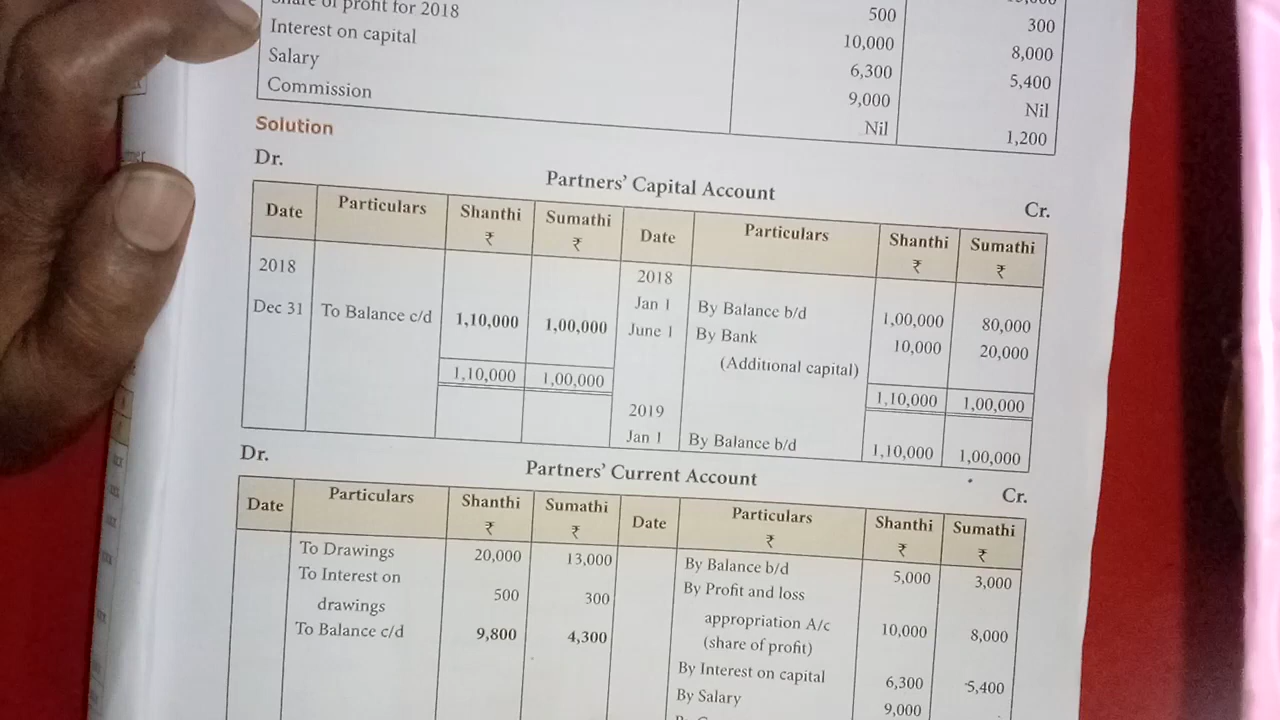 of profit for 2018 500 300
Interest on capital 10,000 8,000
Salary 6,300 5,400
Commission 9,000 Nil
Nil 1,200
Solution
Dr. Partners' Capital Account Cr.
Date Particulars Shanthi Sumathi Date Particulars Shanthi Sumathi
₹ ₹ ₹ ₹
2018 2018
Jan 1 By Balance b/d 1,00,000 80,000
Dec 31 To Balance c/d 1,10,000 1,00,000 June 1 By Bank 10,000 20,000
(Additional capital)
1,10,000 1,00,000 1,10,000 1,00,000
2019
Jan 1 By Balance b/d 1,10,000 1,00,000
Dr. Partners' Current Account Cr.
Date Particulars Shanthi Sumathi Date Particulars Shanthi Sumathi
₹ ₹ ₹ ₹ ₹
To Drawings 20,000 13,000 By Balance b/d 5,000 3,000
To Interest on By Profit and loss
drawings 500 300 appropriation A/c 10,000 8,000
To Balance c/d 9,800 4,300 (share of profit)
By Interest on capital 6,300 5,400
By Salary 9,000